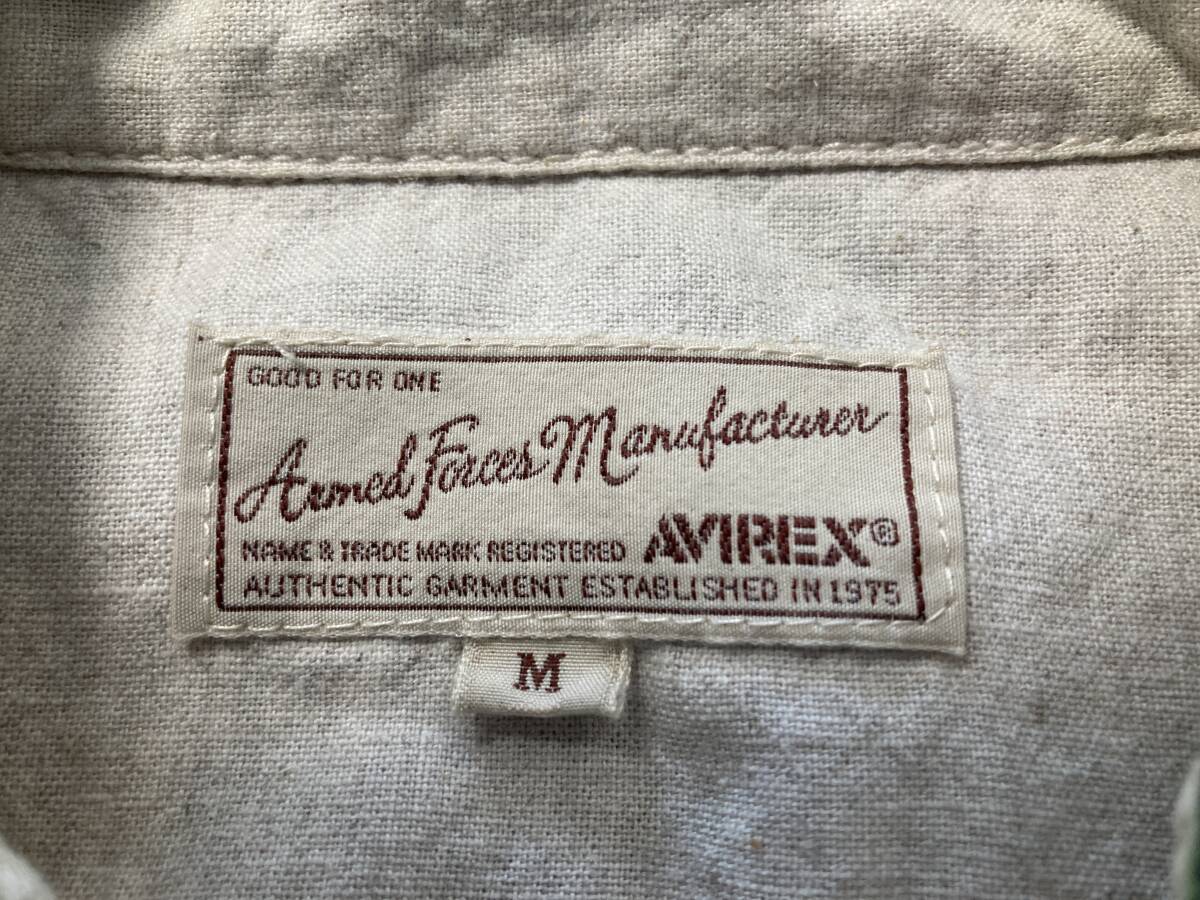 GOOD FOR ONE
Armed Forces Manufacturer
NAME & TRADE MARK REGISTERED AVIREX®
AUTHENTIC GARMENT ESTABLISHED IN 1975
M